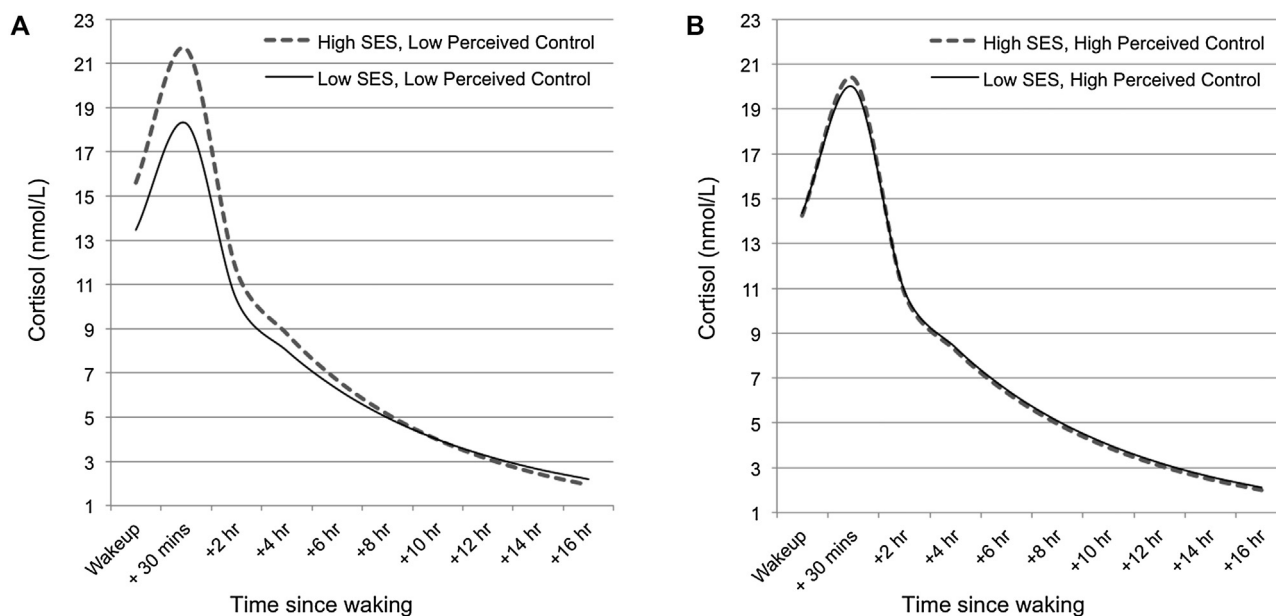 A
High SES, Low Perceived Control
Low SES, Low Perceived Control
Cortisol (nmol/L)
23
21
19
17
15
13
11
9
7
5
3
1
Wakeup
+ 30 mins
+2 hr
+4 hr
+6 hr
+8 hr
+10 hr
+12 hr
+14 hr
+16 hr
Time since waking
B
High SES, High Perceived Control
Low SES, High Perceived Control
Cortisol (nmol/L)
23
21
19
17
15
13
11
9
7
5
3
1
Wakeup
+ 30 mins
+2 hr
+4 hr
+6 hr
+8 hr
+10 hr
+12 hr
+14 hr
+16 hr
Time since waking